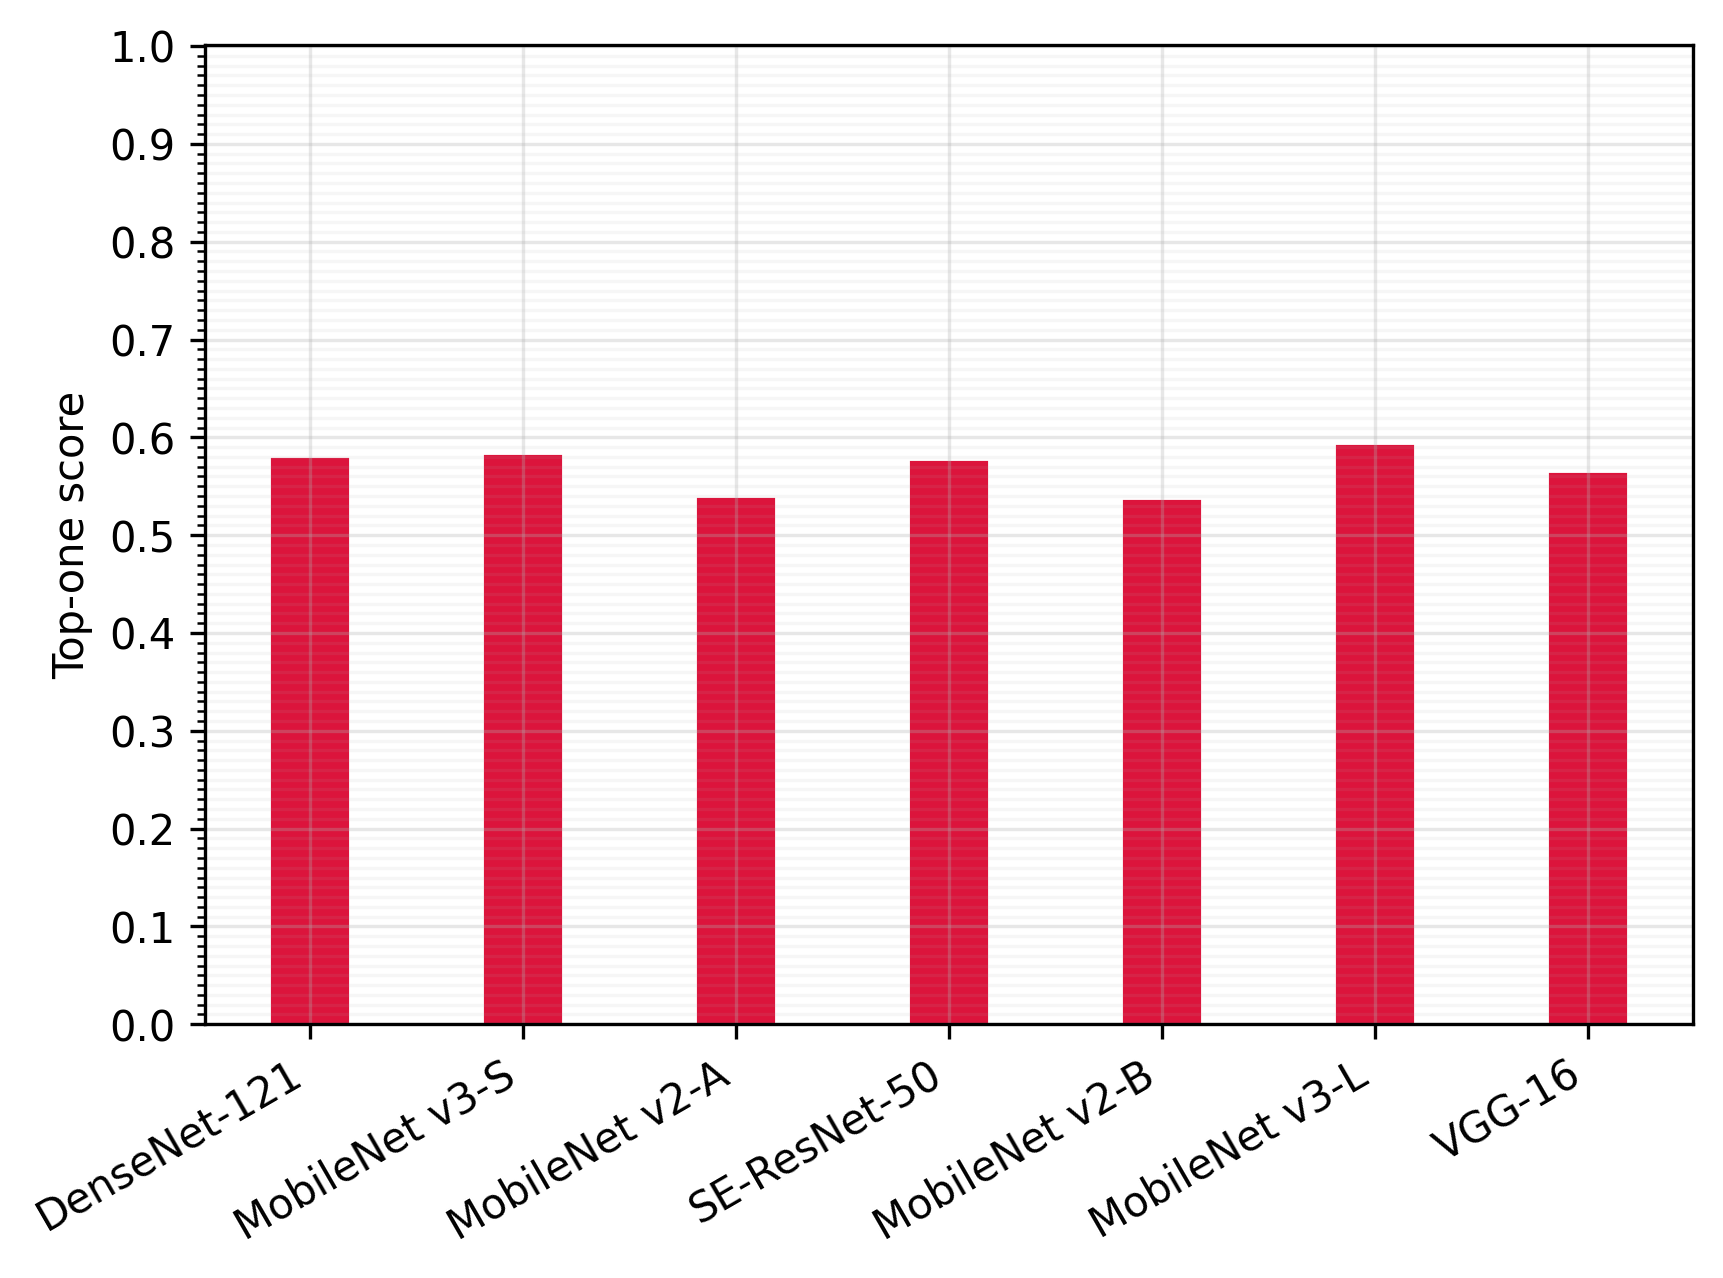 1.0
0.9
0.8
0.7
0.6
0.5
0.4
0.3
0.2
0.1
0.0
Top-one score
DenseNet-121
MobileNet v3-S
MobileNet v2-A
SE-ResNet-50
MobileNet v2-B
MobileNet v3-L
VGG-16